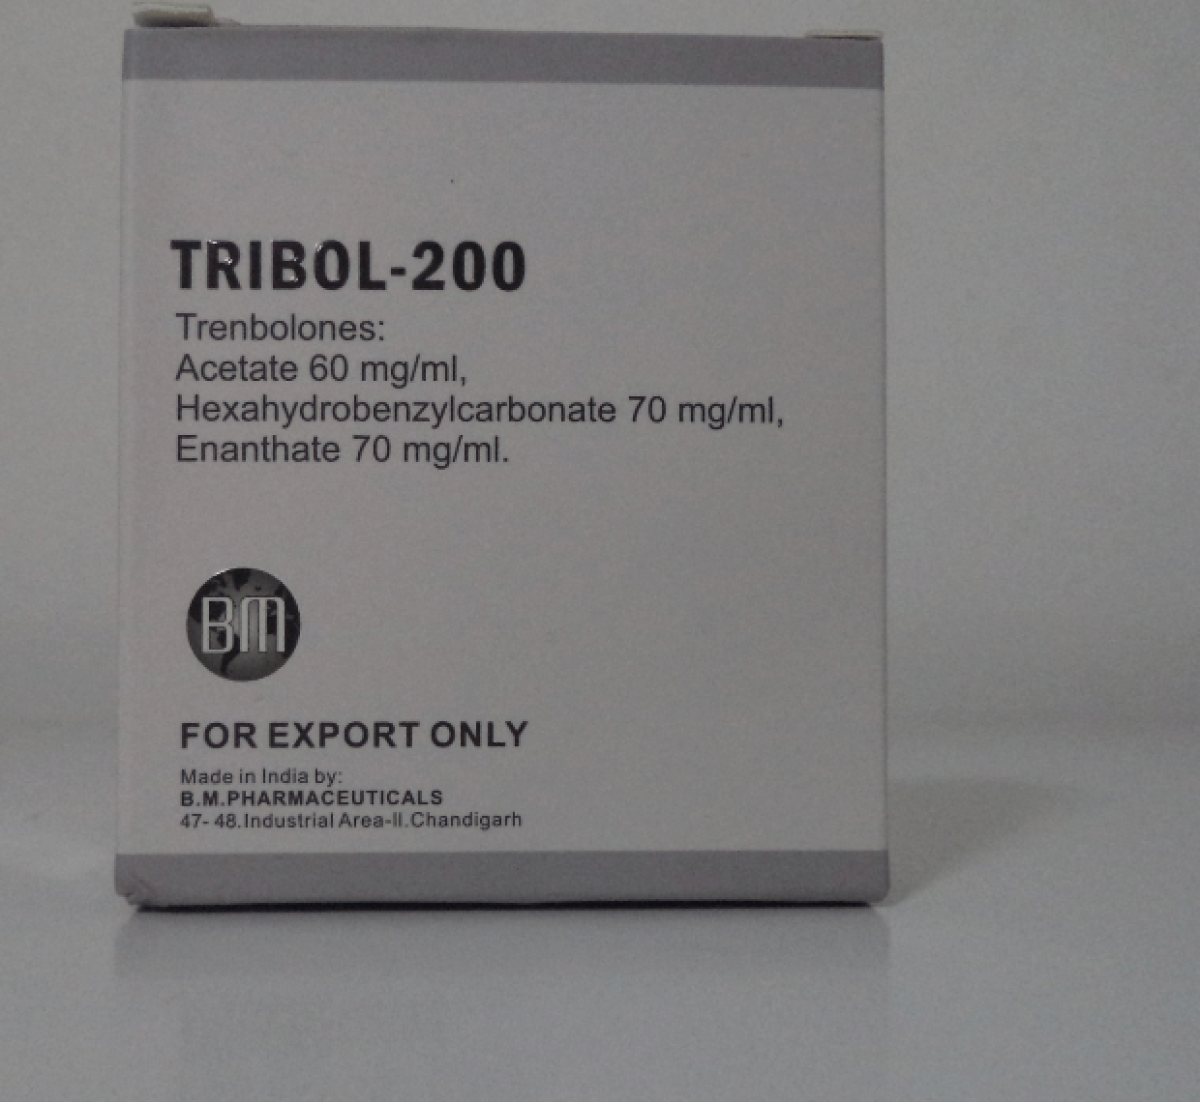 TRIBOL-200
Trenbolones:
Acetate 60 mg/ml,
Hexahydrobenzylcarbonate 70 mg/ml,
Enanthate 70 mg/ml.
BM
FOR EXPORT ONLY
Made in India by:
B.M.PHARMACEUTICALS
47- 48.Industrial Area-II.Chandigarh